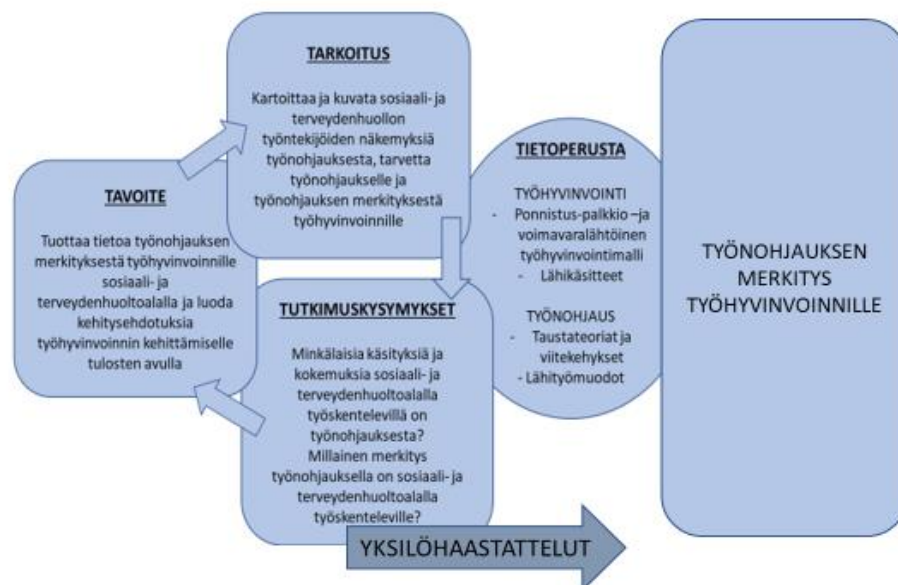 TARKOITUS
Kartoittaa ja kuvata sosiaali- ja
terveydenhuollon
työntekijöiden näkemyksiä
työnohjauksesta, tarvetta
työnohjaukselle ja
työnohjauksen merkityksestä
työhyvinvoinnille
TAVOITE
Tuottaa tietoa työnohjauksen
merkityksestä työhyvinvoinnille
sosiaali- ja
terveydenhuoltoalalla ja luoda
kehitysehdotuksia
työhyvinvoinnin kehittämiselle
tulosten avulla
TUTKIMUSKYSYMYKSET
Minkälaisia käsityksiä ja
kokemuksia sosiaali- ja
terveydenhuoltoalalla
työskentelevillä on
työnohjauksesta?
Millainen merkitys
työnohjauksella on sosiaali- ja
terveydenhuoltoalalla
työskenteleville?
TIETOPERUSTA
TYÖHYVINVOINTI
- Ponnistus-palkkio –ja
voimavaralähtöinen
työhyvinvointimalli
- Lähikäsitteet
TYÖNOHJAUS
- Taustateoriat ja
viitekehykset
- Lähityömuodot
TYÖNOHJAUKSEN
MERKITYS
TYÖHYVINVOINNILLE
YKSILÖHAASTATTELUT